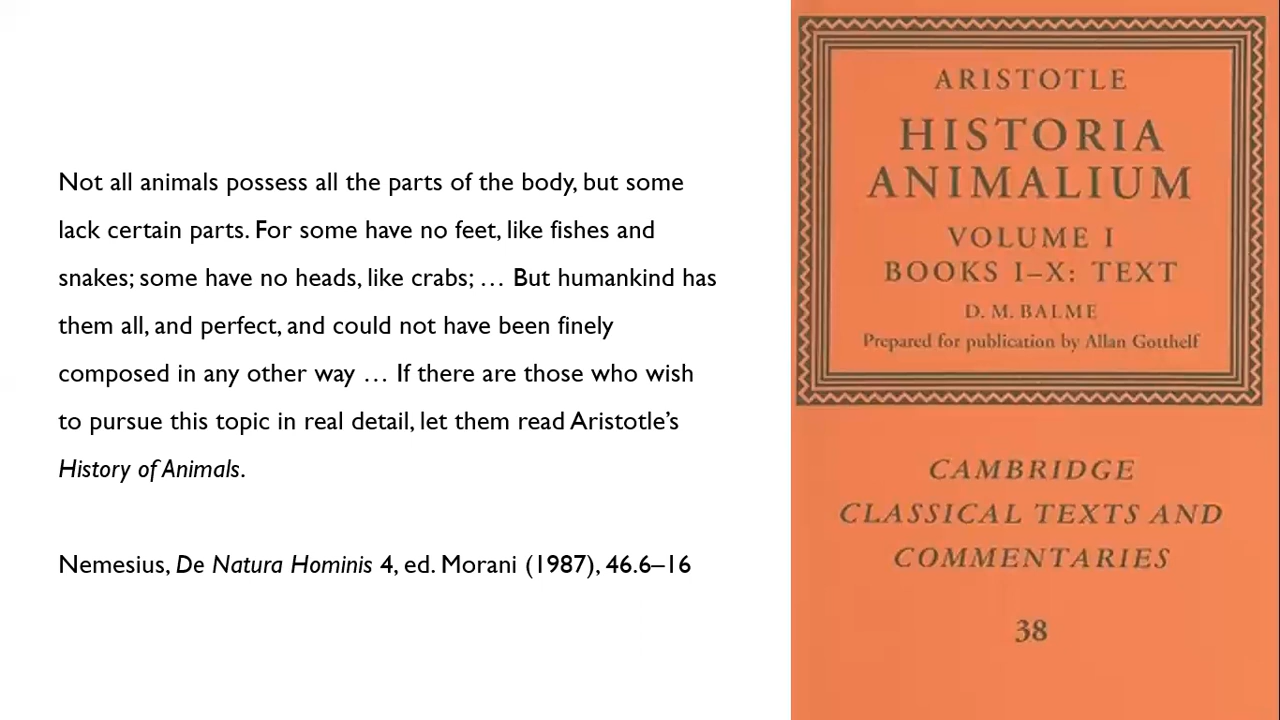 Not all animals possess all the parts of the body, but some
lack certain parts. For some have no feet, like fishes and
snakes; some have no heads, like crabs; … But humankind has
them all, and perfect, and could not have been finely
composed in any other way … If there are those who wish
to pursue this topic in real detail, let them read Aristotle’s
History of Animals.
Nemesius, De Natura Hominis 4, ed. Morani (1987), 46.6–16
ARISTOTLE
HISTORIA
ANIMALIUM
VOLUME I
BOOKS I–X: TEXT
D. M. BALME
Prepared for publication by Allan Gotthelf
CAMBRIDGE
CLASSICAL TEXTS AND
COMMENTARIES
38